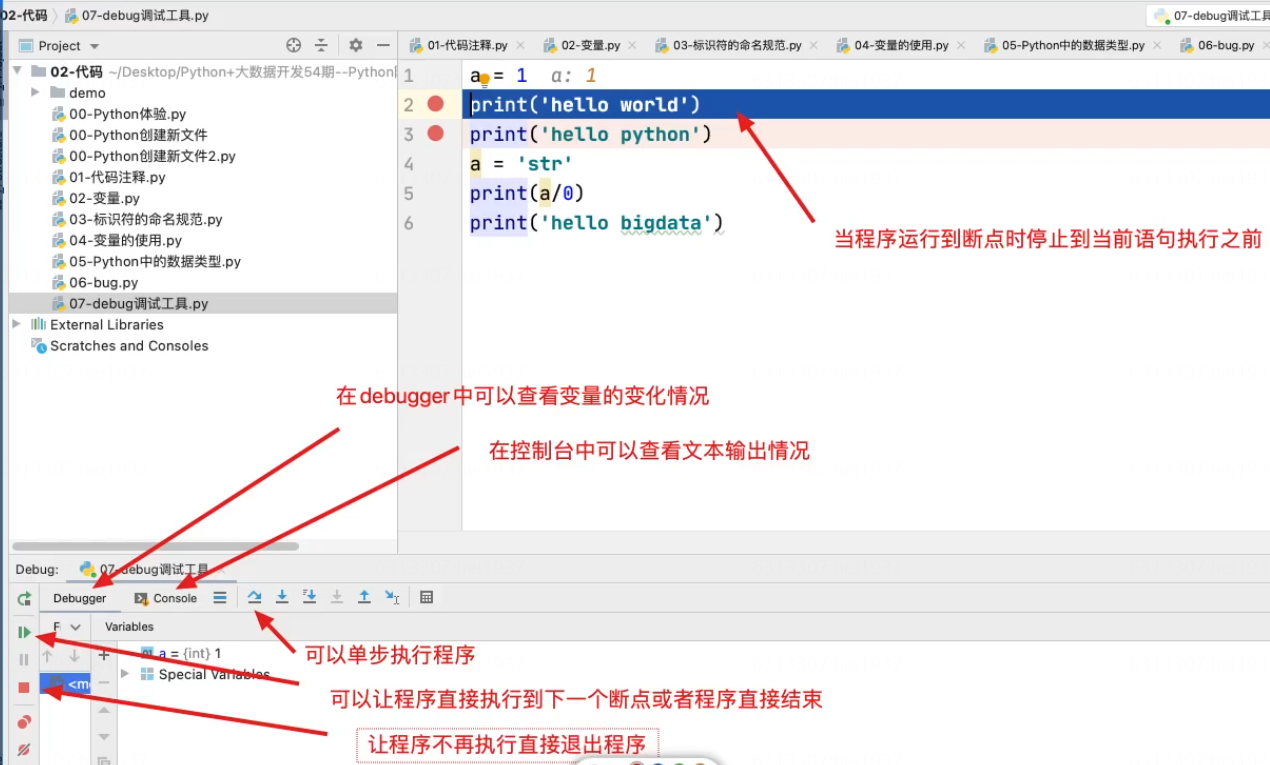 02-代码 07-debug调试工具.py 07-debug调试工具
Project 01-代码注释.py 02-变量.py 03-标识符的命名规范.py 04-变量的使用.py 05-Python中的数据类型.py 06-bug.py
02-代码 ~/Desktop/Python+大数据开发54期--Python
demo
00-Python体验.py
00-Python创建新文件
00-Python创建新文件2.py
01-代码注释.py
02-变量.py
03-标识符的命名规范.py
04-变量的使用.py
05-Python中的数据类型.py
06-bug.py
07-debug调试工具.py
External Libraries
Scratches and Consoles
1 a = 1 a: 1
2 print('hello world')
3 print('hello python')
4 a = 'str'
5 print(a/0)
6 print('hello bigdata')
当程序运行到断点时停止到当前语句执行之前
在debugger中可以查看变量的变化情况
在控制台中可以查看文本输出情况
Debug: 07-debug调试工具
Debugger Console
F Variables
a = {int} 1
Special Variables
<mo
可以单步执行程序
可以让程序直接执行到下一个断点或者程序直接结束
让程序不再执行直接退出程序